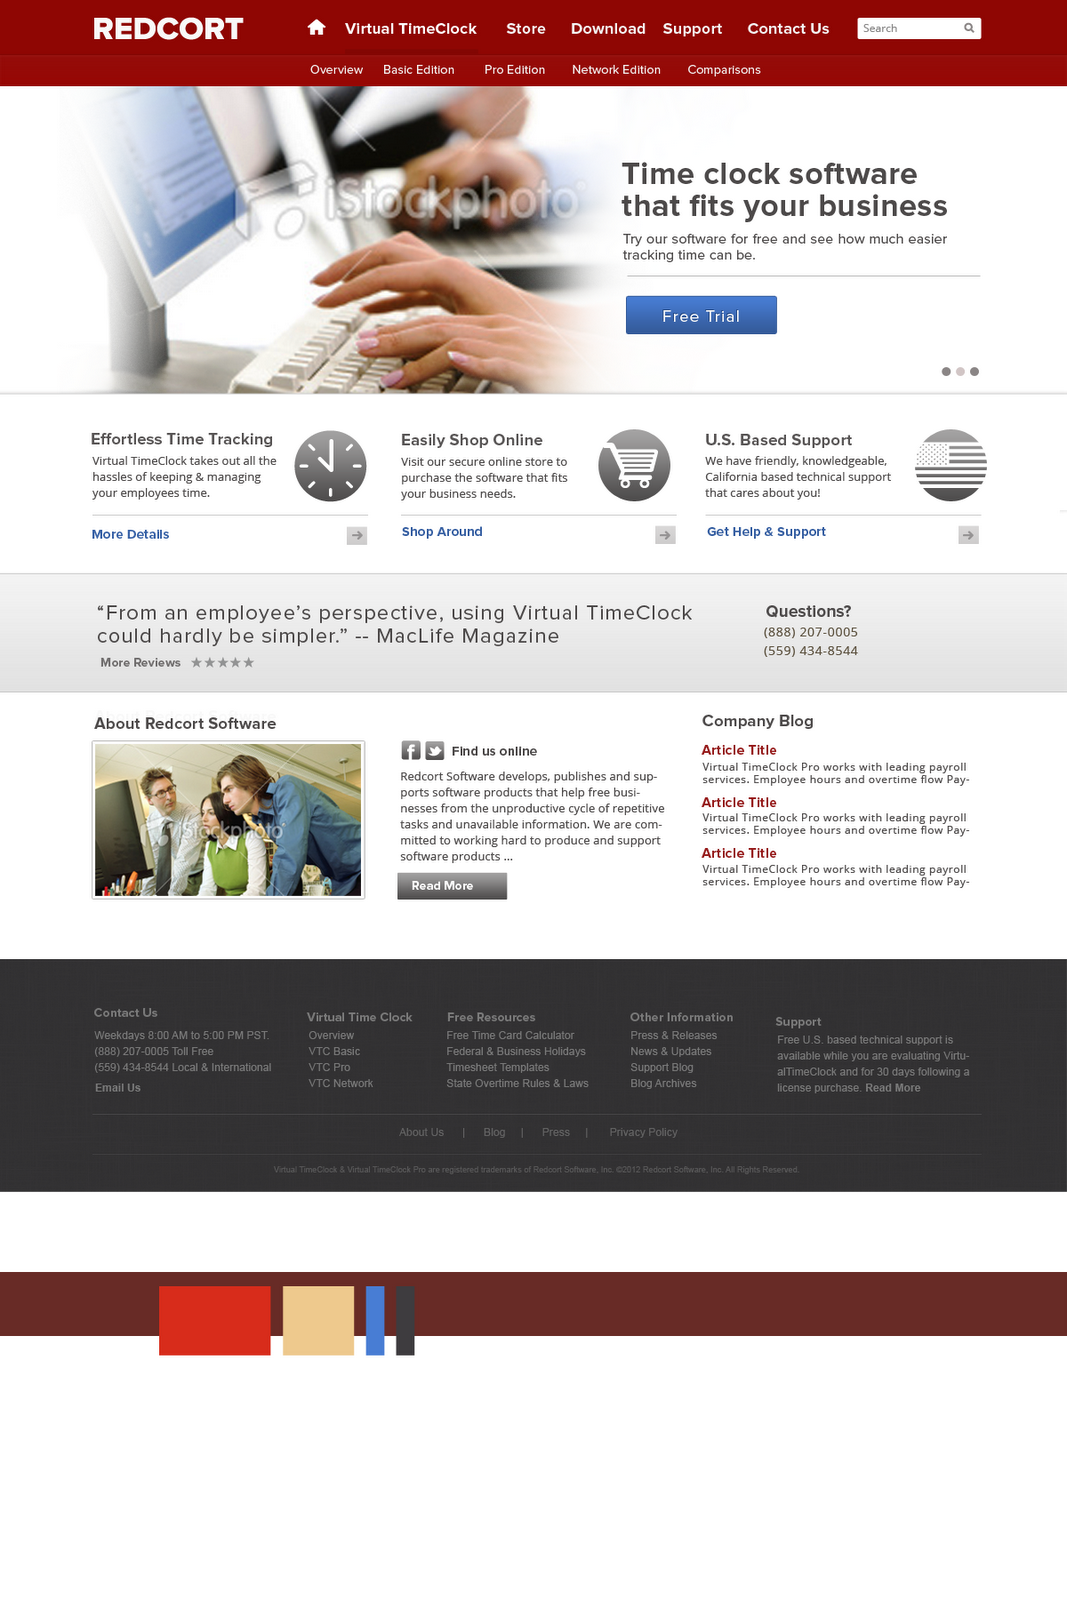 REDCORT
Virtual TimeClock Store Download Support Contact Us Search
Overview Basic Edition Pro Edition Network Edition Comparisons
iStockphoto
Time clock software
that fits your business
Try our software for free and see how much easier
tracking time can be.
Free Trial
Effortless Time Tracking
Virtual TimeClock takes out all the
hassles of keeping & managing
your employees time.
More Details
Easily Shop Online
Visit our secure online store to
purchase the software that fits
your business needs.
Shop Around
U.S. Based Support
We have friendly, knowledgeable,
California based technical support
that cares about you!
Get Help & Support
“From an employee’s perspective, using Virtual TimeClock
could hardly be simpler.” -- MacLife Magazine
More Reviews
Questions?
(888) 207-0005
(559) 434-8544
About Redcort Software
iStockphoto
Find us online
Redcort Software develops, publishes and sup-
ports software products that help free busi-
nesses from the unproductive cycle of repetitive
tasks and unavailable information. We are com-
mitted to working hard to produce and support
software products ...
Read More
Company Blog
Article Title
Virtual TimeClock Pro works with leading payroll
services. Employee hours and overtime flow Pay-
Article Title
Virtual TimeClock Pro works with leading payroll
services. Employee hours and overtime flow Pay-
Article Title
Virtual TimeClock Pro works with leading payroll
services. Employee hours and overtime flow Pay-
Contact Us
Weekdays 8:00 AM to 5:00 PM PST.
(888) 207-0005 Toll Free
(559) 434-8544 Local & International
Email Us
Virtual Time Clock
Overview
VTC Basic
VTC Pro
VTC Network
Free Resources
Free Time Card Calculator
Federal & Business Holidays
Timesheet Templates
State Overtime Rules & Laws
Other Information
Press & Releases
News & Updates
Support Blog
Blog Archives
Support
Free U.S. based technical support is
available while you are evaluating Virtu-
alTimeClock and for 30 days following a
license purchase. Read More
About Us | Blog | Press | Privacy Policy
Virtual TimeClock & Virtual TimeClock Pro are registered trademarks of Redcort Software, Inc. ©2012 Redcort Software, Inc. All Rights Reserved.